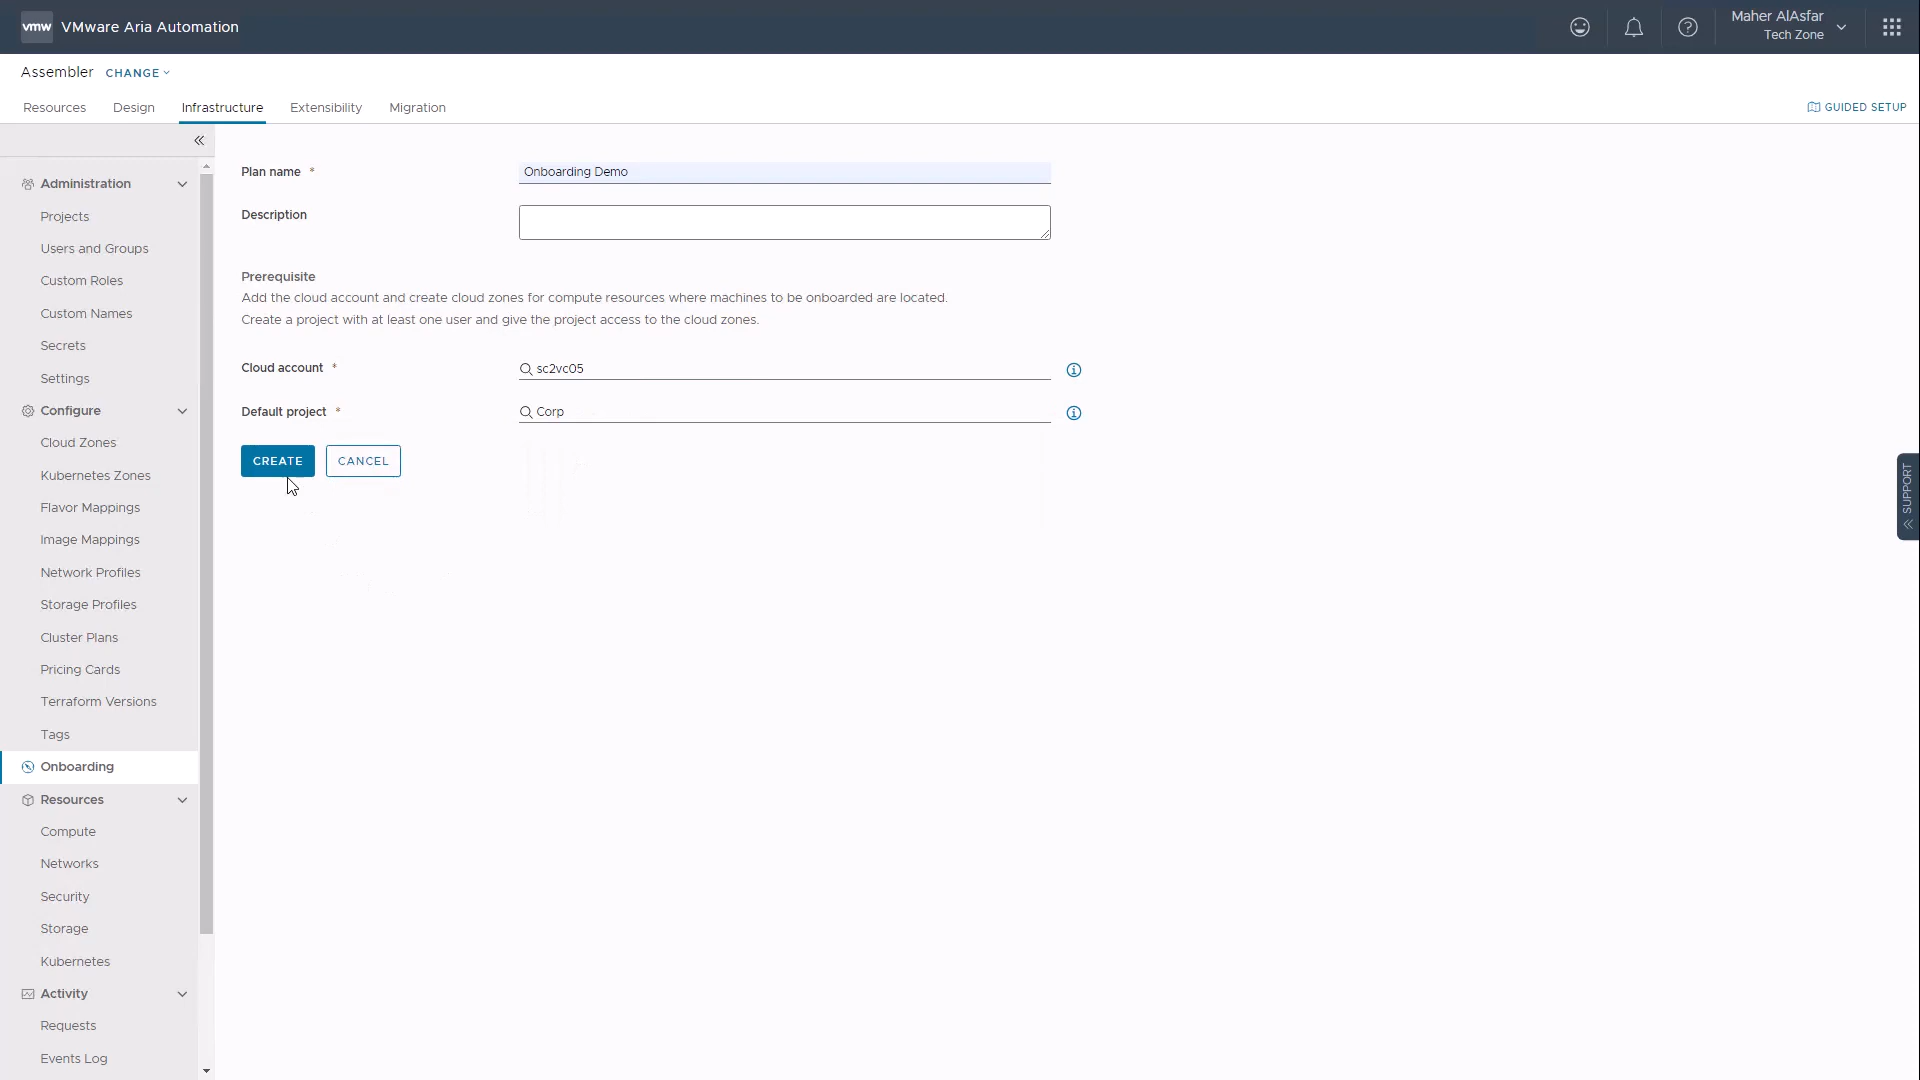 vmw VMware Aria Automation
Maher AlAsfar
Tech Zone
Assembler CHANGE
Resources Design Infrastructure Extensibility Migration
GUIDED SETUP
Administration
Projects
Users and Groups
Custom Roles
Custom Names
Secrets
Settings
Configure
Cloud Zones
Kubernetes Zones
Flavor Mappings
Image Mappings
Network Profiles
Storage Profiles
Cluster Plans
Pricing Cards
Terraform Versions
Tags
Onboarding
Resources
Compute
Networks
Security
Storage
Kubernetes
Activity
Requests
Events Log
Plan name *
Onboarding Demo
Description
Prerequisite
Add the cloud account and create cloud zones for compute resources where machines to be onboarded are located.
Create a project with at least one user and give the project access to the cloud zones.
Cloud account *
sc2vc05
Default project *
Corp
CREATE
CANCEL
SUPPORT